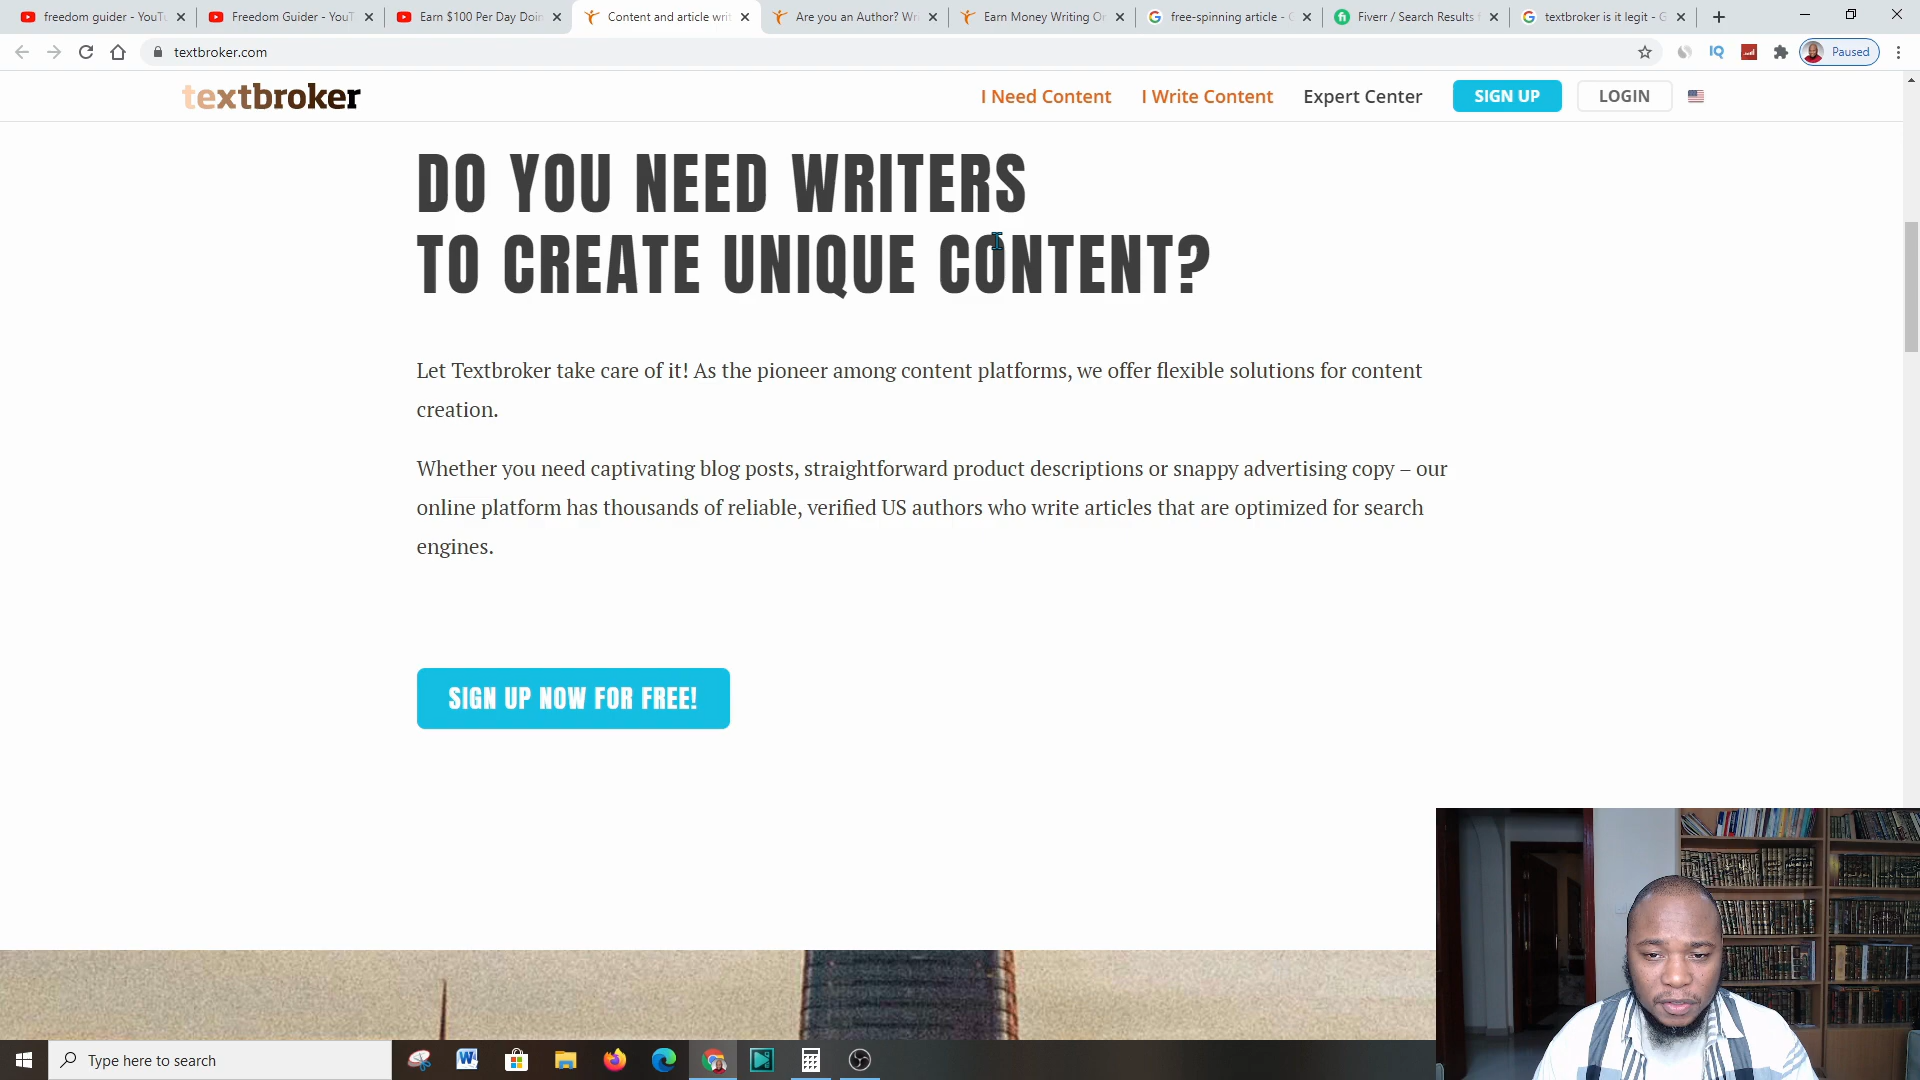 freedom guider - YouTu
Freedom Guider - YouT
Earn $100 Per Day Doin
Content and article writ
Are you an Author? Wri
Earn Money Writing On
free-spinning article - G
Fiverr / Search Results f
textbroker is it legit - G
textbroker.com
IQ
Paused
textbroker
I Need Content
I Write Content
Expert Center
SIGN UP
LOGIN
DO YOU NEED WRITERS
TO CREATE UNIQUE CONTENT?
Let Textbroker take care of it! As the pioneer among content platforms, we offer flexible solutions for content
creation.
Whether you need captivating blog posts, straightforward product descriptions or snappy advertising copy – our
online platform has thousands of reliable, verified US authors who write articles that are optimized for search
engines.
SIGN UP NOW FOR FREE!
Type here to search